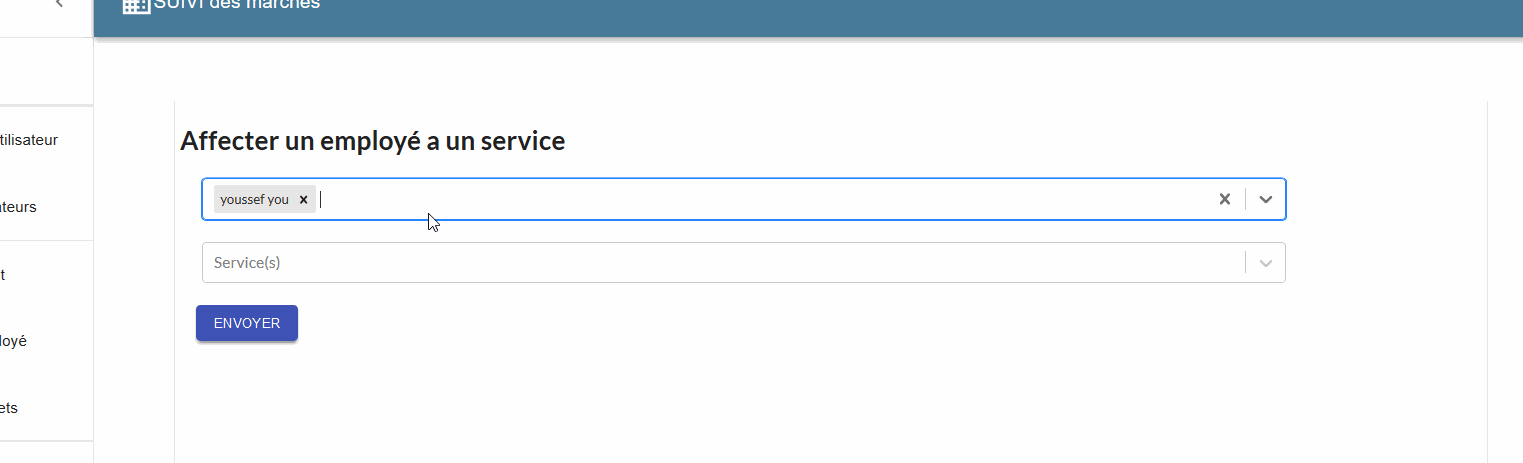 SUIVI des marchés
tilisateur
ateurs
t
loyé
ets
Affecter un employé a un service
youssef you
Service(s)
ENVOYER